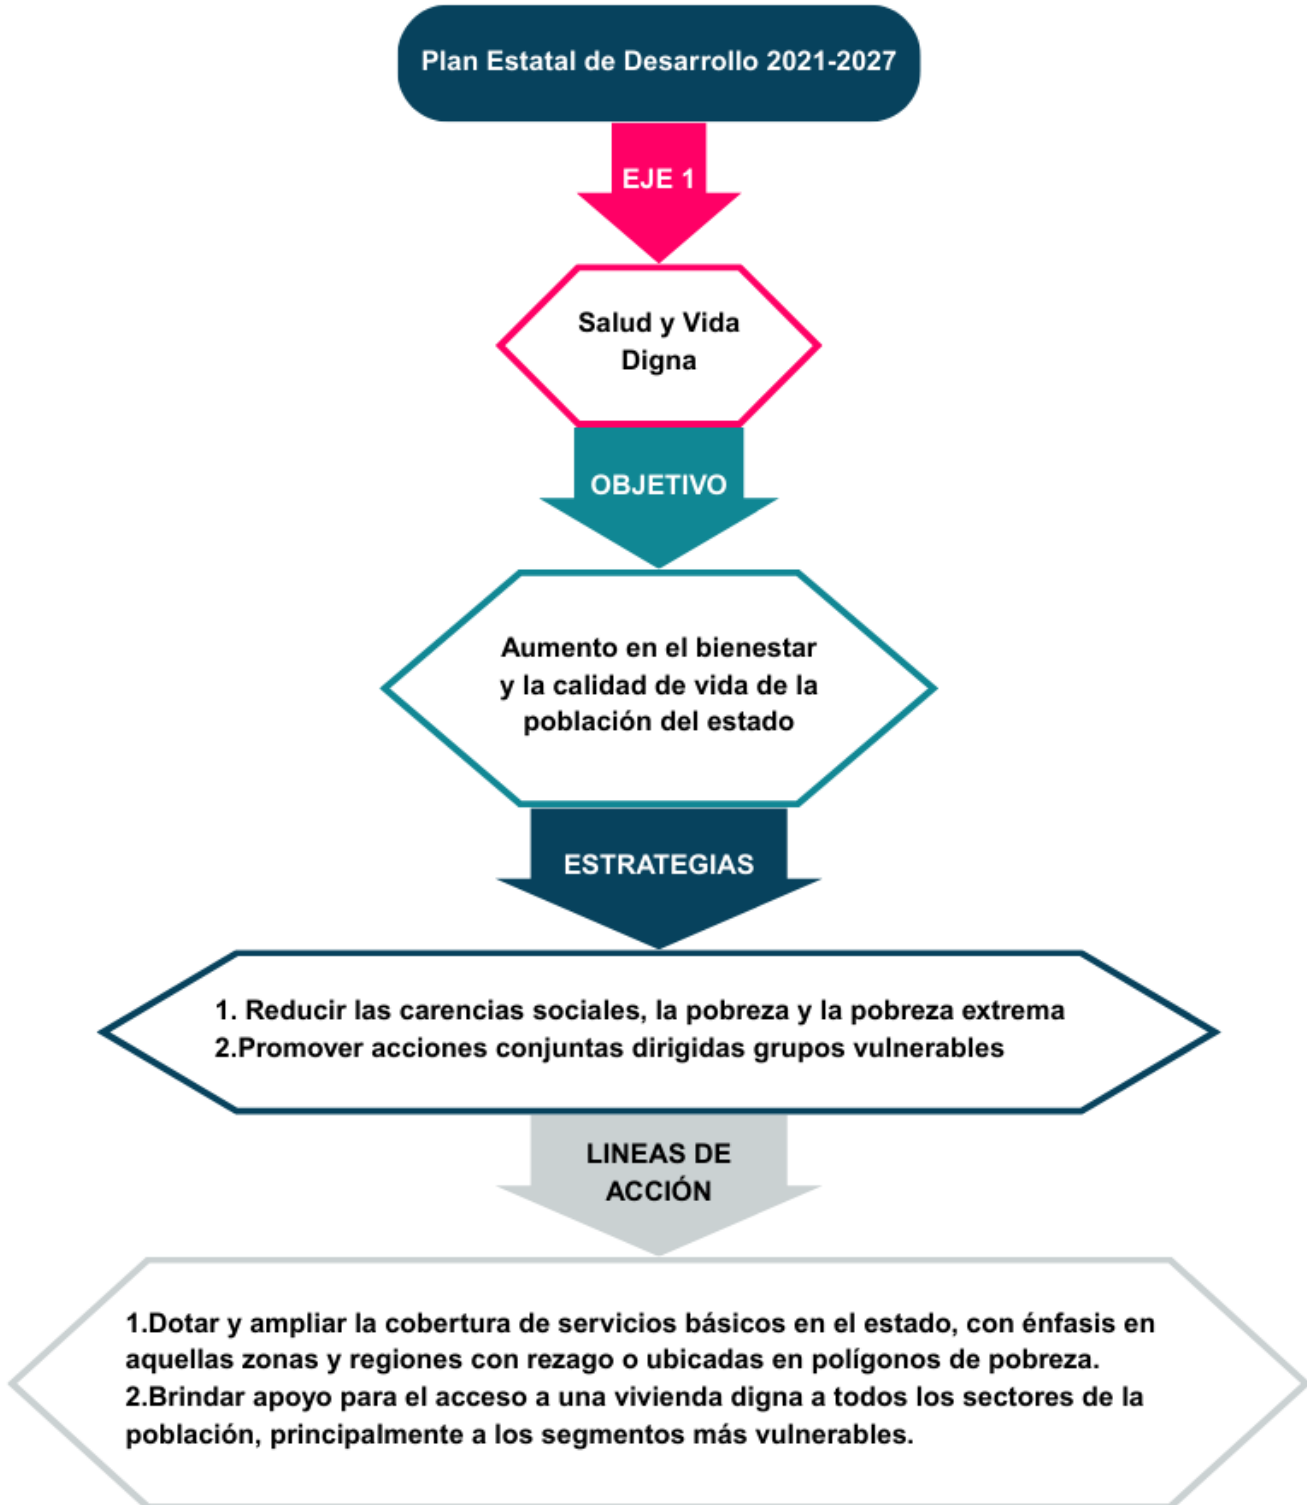 Plan Estatal de Desarrollo 2021-2027
EJE 1
Salud y Vida
Digna
OBJETIVO
Aumento en el bienestar
y la calidad de vida de la
población del estado
ESTRATEGIAS
1. Reducir las carencias sociales, la pobreza y la pobreza extrema
2.Promover acciones conjuntas dirigidas grupos vulnerables
LINEAS DE
ACCIÓN
1.Dotar y ampliar la cobertura de servicios básicos en el estado, con énfasis en
aquellas zonas y regiones con rezago o ubicadas en polígonos de pobreza.
2.Brindar apoyo para el acceso a una vivienda digna a todos los sectores de la
población, principalmente a los segmentos más vulnerables.